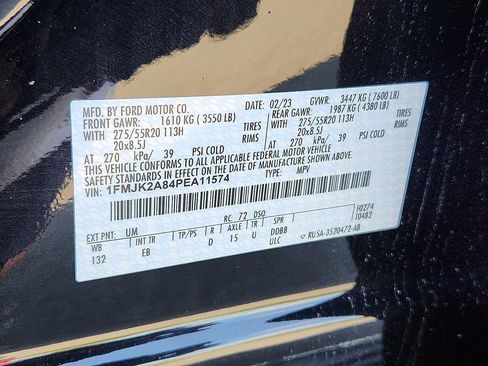 MFD. BY FORD MOTOR CO. 02/23 GVWR: 3447 KG ( 7600 LB)
FRONT GAWR: 1610 KG ( 3550 LB) REAR GAWR: 1987 KG ( 4380 LB)
WITH 275/55R20 113H TIRES WITH 275/55R20 113H TIRES
20x8.5J RIMS 20x8.5J RIMS
AT 270 kPa/ 39 PSI COLD AT 270 kPa/ 39 PSI COLD
THIS VEHICLE CONFORMS TO ALL APPLICABLE FEDERAL MOTOR VEHICLE
SAFETY STANDARDS IN EFFECT ON THE DATE OF MANUFACTURE SHOWN ABOVE.
VIN: 1FMJK2A84PEA11574 TYPE: MPV
F0274
10482
EXT PNT: UM RC: 72 DSO:
WB INT TR TP/PS R AXLE TR SPR
132 EB D 15 U DDBB
ULC RU5A-3520472-AB